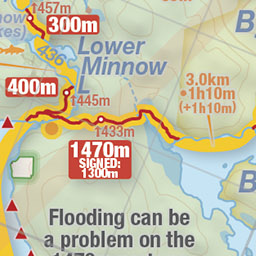 457m
300m
Lower
Minnow
L
436
400m
445m
433m
1470m
SIGNED:
1300m
3.0km
•1h10m
(+1h10m)
B
B
Flooding can be
a problem on the